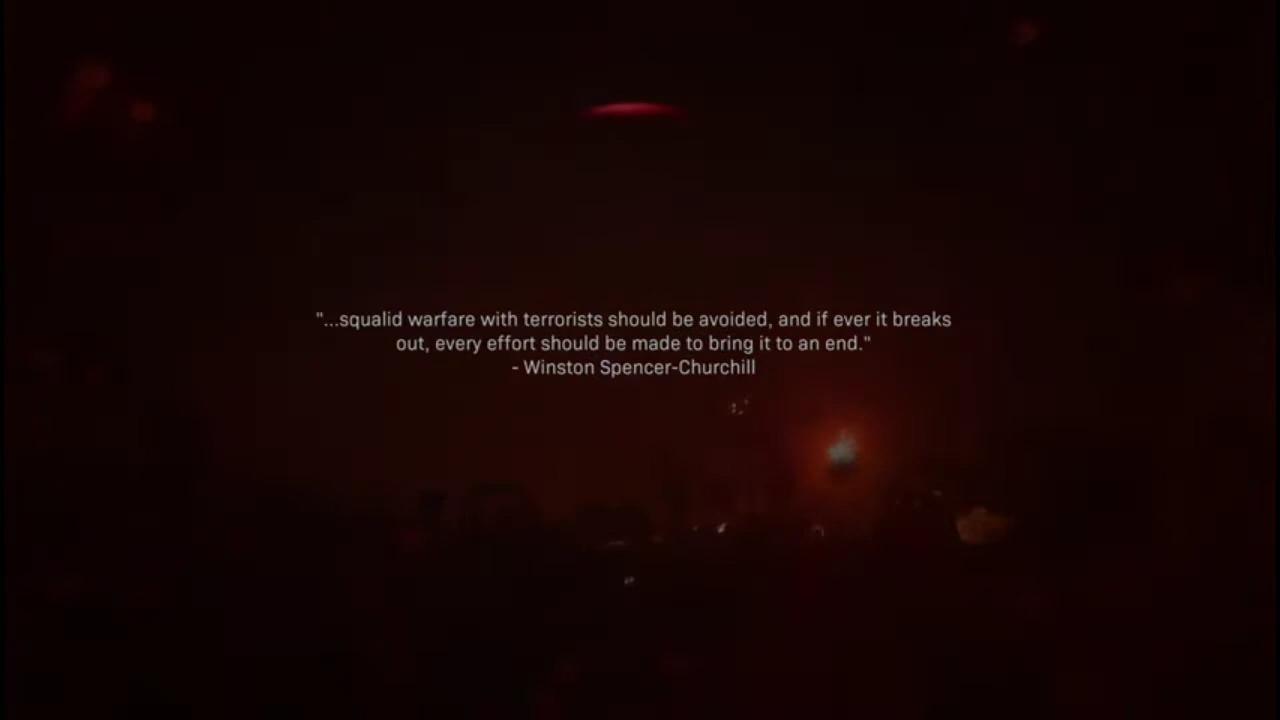 "...squalid warfare with terrorists should be avoided, and if ever it breaks
out, every effort should be made to bring it to an end."
- Winston Spencer-Churchill